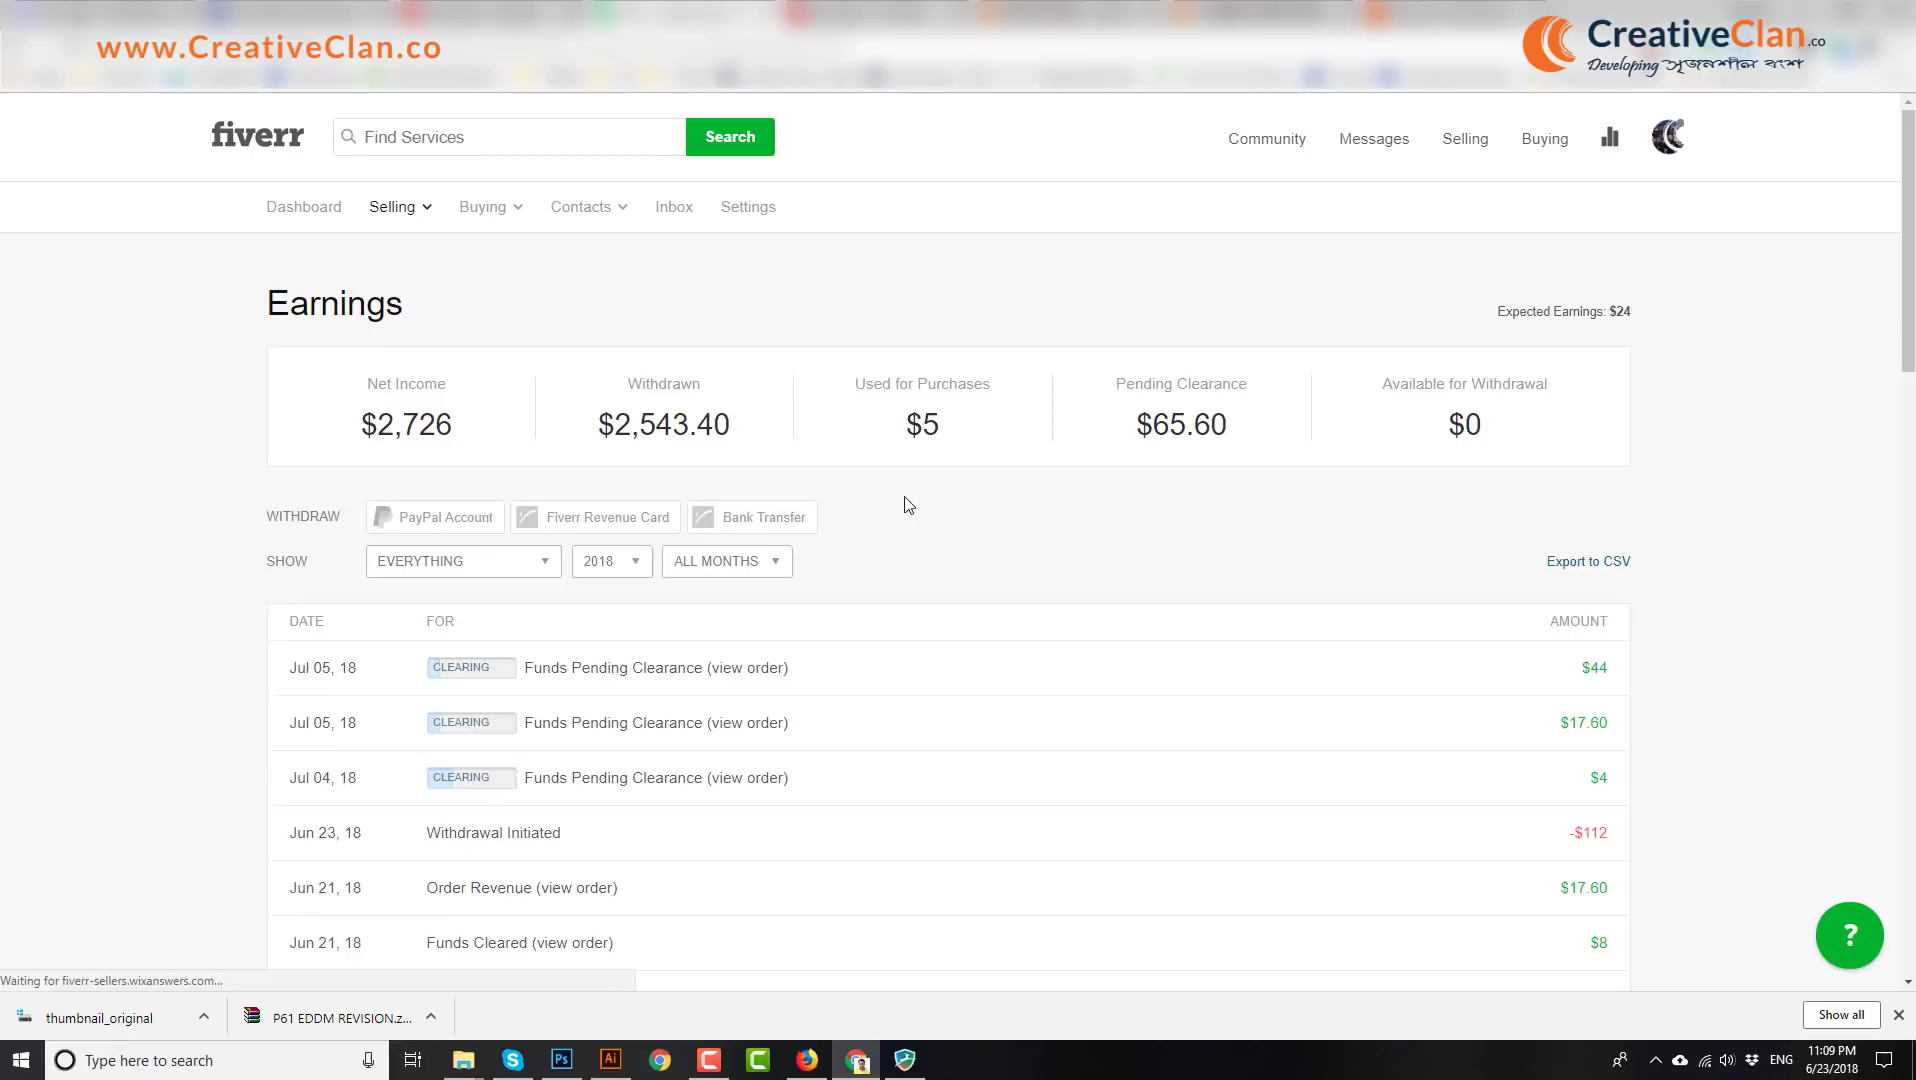 www.CreativeClan.co
CreativeClan.co
Developing সৃজনশীল বংশ
fiverr
Find Services
Search
Community
Messages
Selling
Buying
Dashboard
Selling
Buying
Contacts
Inbox
Settings
Earnings
Expected Earnings: $24
Net Income
Withdrawn
Used for Purchases
Pending Clearance
Available for Withdrawal
$2,726
$2,543.40
$5
$65.60
$0
WITHDRAW
PayPal Account
Fiverr Revenue Card
Bank Transfer
SHOW
EVERYTHING
2018
ALL MONTHS
Export to CSV
DATE FOR AMOUNT
Jul 05, 18 CLEARING Funds Pending Clearance (view order) $44
Jul 05, 18 CLEARING Funds Pending Clearance (view order) $17.60
Jul 04, 18 CLEARING Funds Pending Clearance (view order) $4
Jun 23, 18 Withdrawal Initiated -$112
Jun 21, 18 Order Revenue (view order) $17.60
Jun 21, 18 Funds Cleared (view order) $8
?
Waiting for fiverr-sellers.wixanswers.com...
thumbnail_original
P61 EDDM REVISION.z...
Show all
Type here to search
Ps
Ai
ENG
11:09 PM
6/23/2018